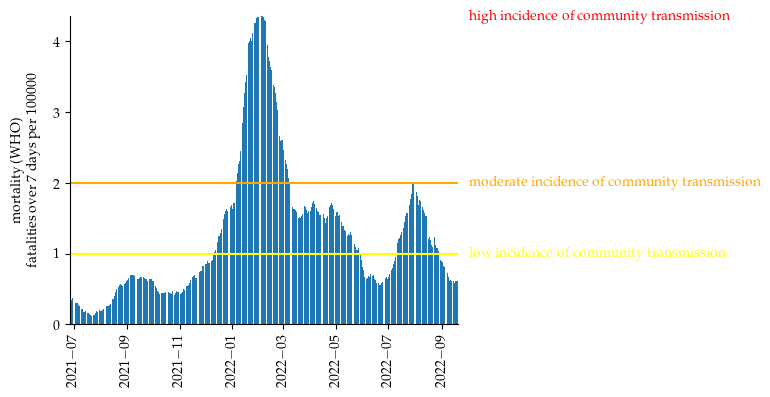 high incidence of community transmission
4
3
mortality (WHO)
fatalities over 7 days per 100000
2
moderate incidence of community transmission
1
low incidence of community transmission
0
2021−07
2021−09
2021−11
2022−01
2022−03
2022−05
2022−07
2022−09